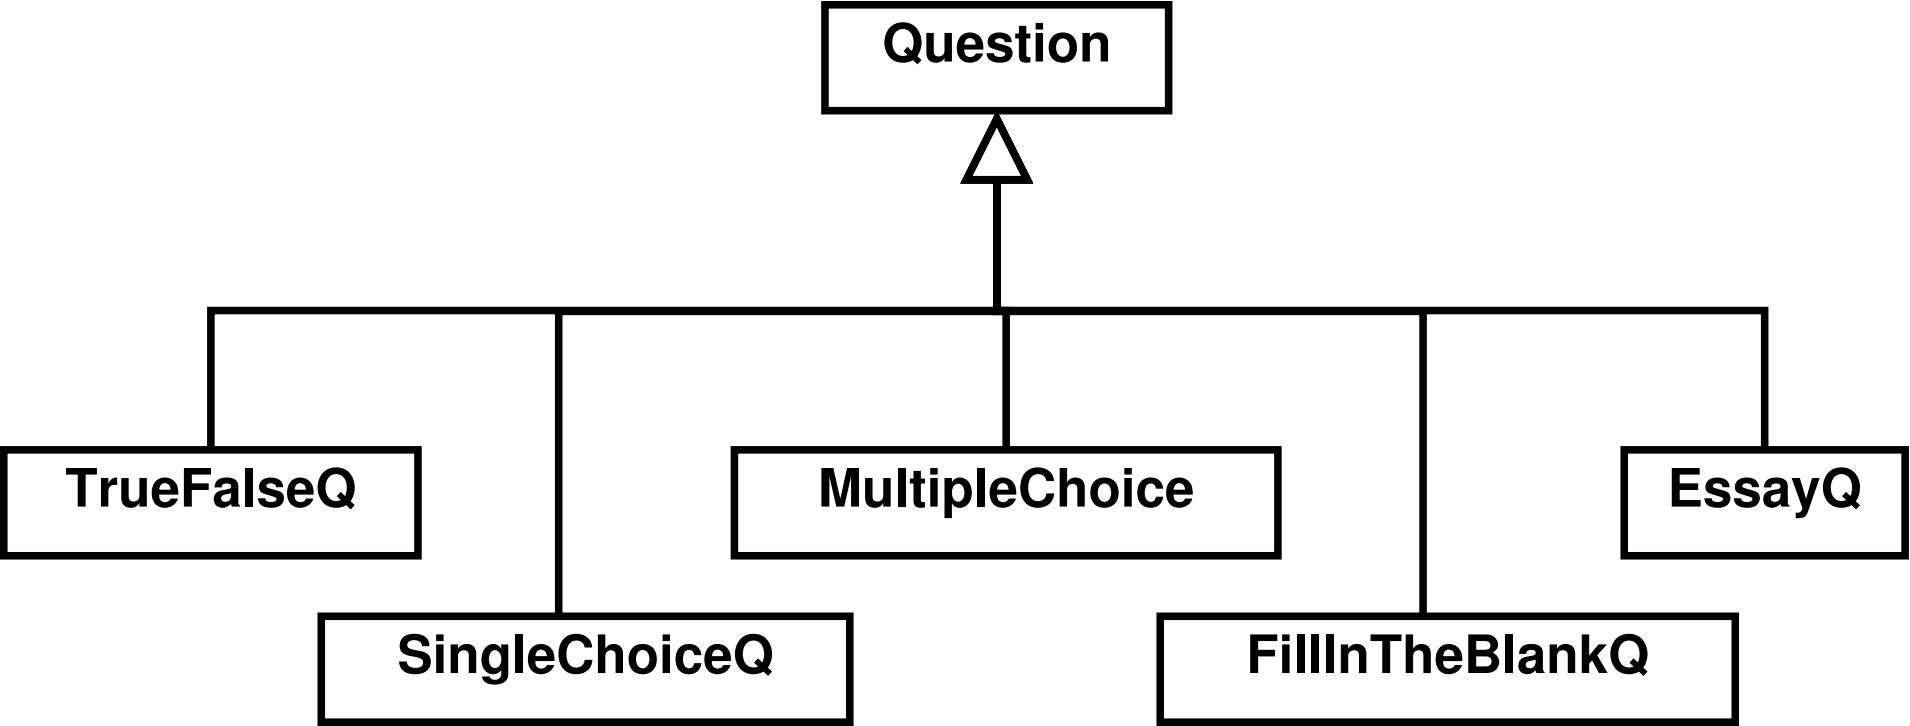 Question
TrueFalseQ
MultipleChoice
EssayQ
SingleChoiceQ
FillInTheBlankQ